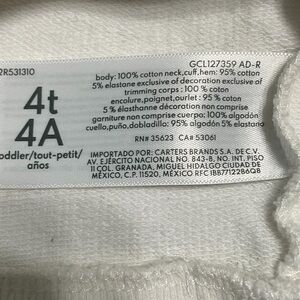 2R531310
GCL127359 AD-R
4t
4A
oddler/tout-petit/
años
body: 100% cotton neck,cuff,hem: 95% cotton
5% elastane exclusive of decoration exclusive of
trimming corps : 100 % coton
encolure,poignet,ourlet : 95 % coton
5 % élasthanne décoration non comprise
garniture non comprise cuerpo: 100% algodón
cuello,puño,dobladillo: 95% algodón 5% elastano
RN# 35623 CA# 53061
IMPORTADO POR: CARTERS BRANDS S.A. DE C.V.
AV. EJÉRCITO NACIONAL NO. 843-B, NO. INT. PISO
11 COL. GRANADA, MIGUEL HIDALGO CIUDAD DE
MÉXICO, C.P. 11520, MÉXICO RFC IBB7712286Q8